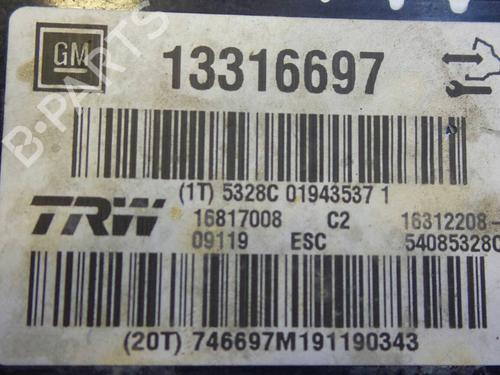 GM 13316697
(1T) 5328C 01943537 1
TRW
16817008 C2 16312208
09119 ESC 54085328C
(20T) 746697M191190343
B-PARTS